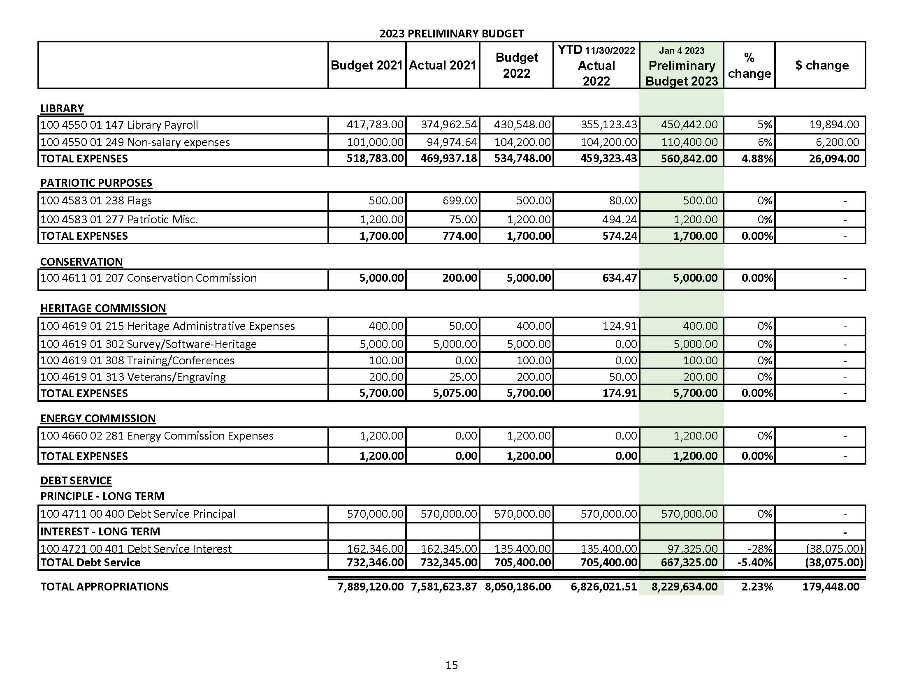 2023 PRELIMINARY BUDGET
Budget 2021 Actual 2021 Budget 2022 YTD 11/30/2022 Actual 2022 Jan 4 2023 Preliminary Budget 2023 % change $ change
LIBRARY
100 4550 01 147 Library Payroll 417,783.00 374,962.54 430,548.00 355,123.43 450,442.00 5% 19,894.00
100 4550 01 249 Non-salary expenses 101,000.00 94,974.64 104,200.00 104,200.00 110,400.00 6% 6,200.00
TOTAL EXPENSES 518,783.00 469,937.18 534,748.00 459,323.43 560,842.00 4.88% 26,094.00
PATRIOTIC PURPOSES
100 4583 01 238 Flags 500.00 699.00 500.00 80.00 500.00 0% -
100 4583 01 277 Patriotic Misc. 1,200.00 75.00 1,200.00 494.24 1,200.00 0% -
TOTAL EXPENSES 1,700.00 774.00 1,700.00 574.24 1,700.00 0.00% -
CONSERVATION
100 4611 01 207 Conservation Commission 5,000.00 200.00 5,000.00 634.47 5,000.00 0.00% -
HERITAGE COMMISSION
100 4619 01 215 Heritage Administrative Expenses 400.00 50.00 400.00 124.91 400.00 0% -
100 4619 01 302 Survey/Software-Heritage 5,000.00 5,000.00 5,000.00 0.00 5,000.00 0% -
100 4619 01 308 Training/Conferences 100.00 0.00 100.00 0.00 100.00 0% -
100 4619 01 313 Veterans/Engraving 200.00 25.00 200.00 50.00 200.00 0% -
TOTAL EXPENSES 5,700.00 5,075.00 5,700.00 174.91 5,700.00 0.00% -
ENERGY COMMISSION
100 4660 02 281 Energy Commission Expenses 1,200.00 0.00 1,200.00 0.00 1,200.00 0% -
TOTAL EXPENSES 1,200.00 0.00 1,200.00 0.00 1,200.00 0.00% -
DEBT SERVICE
PRINCIPLE - LONG TERM
100 4711 00 400 Debt Service Principal 570,000.00 570,000.00 570,000.00 570,000.00 570,000.00 0% -
INTEREST - LONG TERM -
100 4721 00 401 Debt Service Interest 162,346.00 162,345.00 135,400.00 135,400.00 97,325.00 -28% (38,075.00)
TOTAL Debt Service 732,346.00 732,345.00 705,400.00 705,400.00 667,325.00 -5.40% (38,075.00)
TOTAL APPROPRIATIONS 7,889,120.00 7,581,623.87 8,050,186.00 6,826,021.51 8,229,634.00 2.23% 179,448.00
15